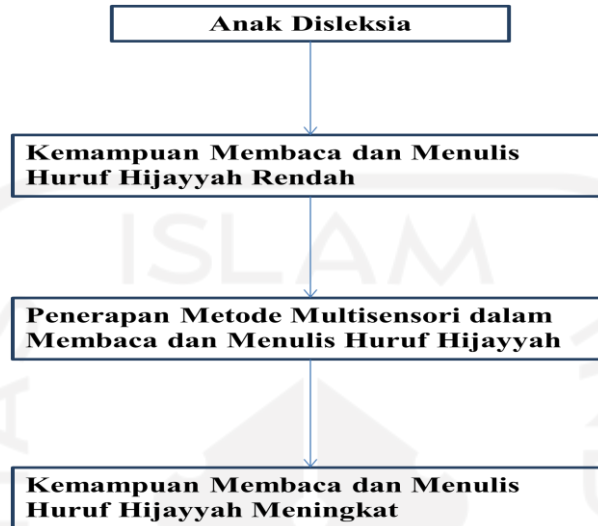 Anak Disleksia
Kemampuan Membaca dan Menulis
Huruf Hijayyah Rendah
ISLAM
Penerapan Metode Multisensori dalam
Membaca dan Menulis Huruf Hijayyah
Kemampuan Membaca dan Menulis
Huruf Hijayyah Meningkat